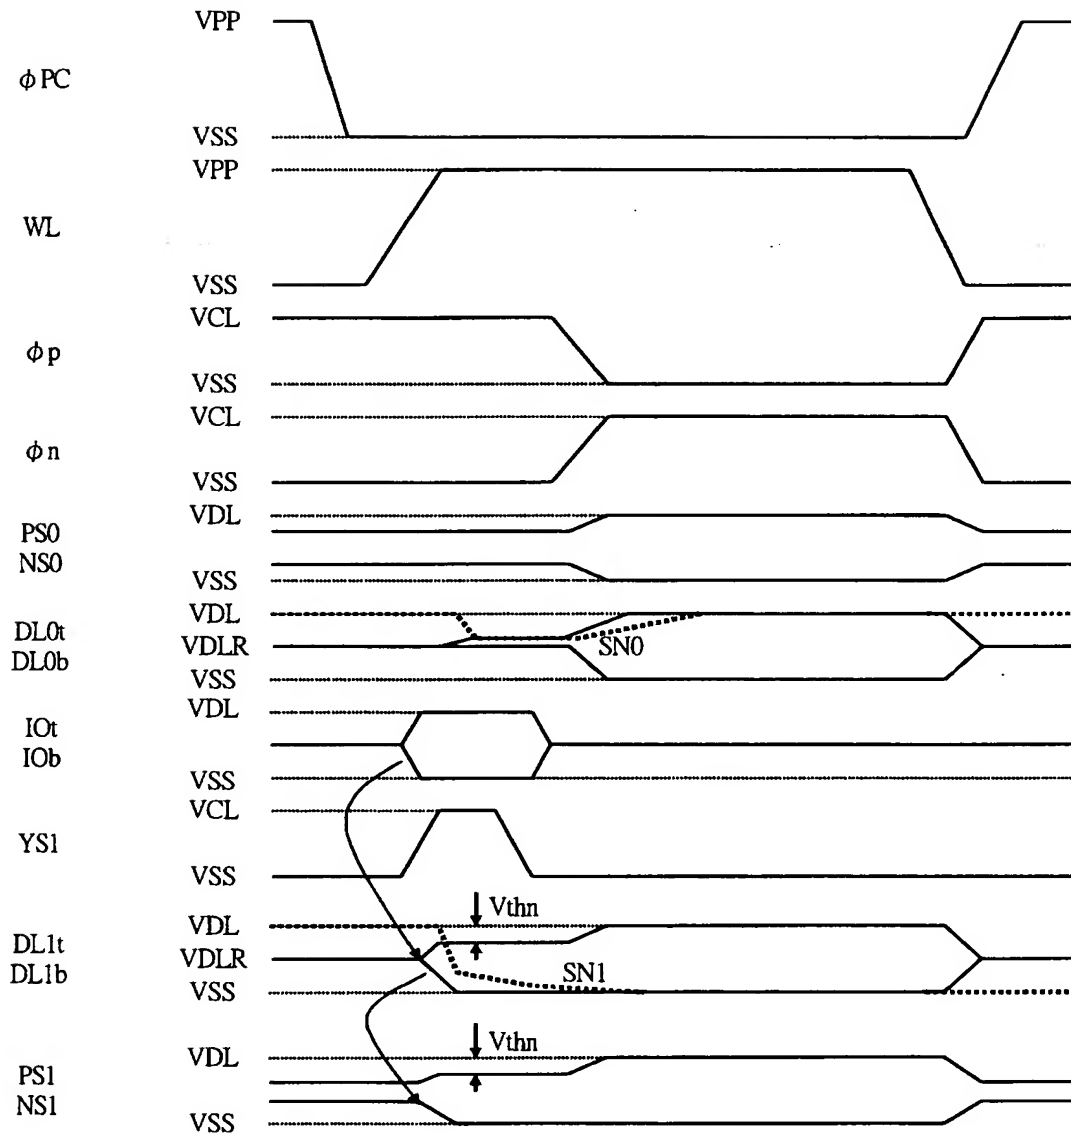 VPP
ϕPC
VSS
VPP
WL
VSS
VCL
ϕp
VSS
VCL
ϕn
VSS
VDL
PS0
NS0
VSS
VDL
DL0t
VDLR
SN0
DL0b
VSS
VDL
IOt
IOb
VSS
VCL
YS1
VSS
Vthn
VDL
DL1t
VDLR
DL1b
SN1
VSS
Vthn
VDL
PS1
NS1
VSS